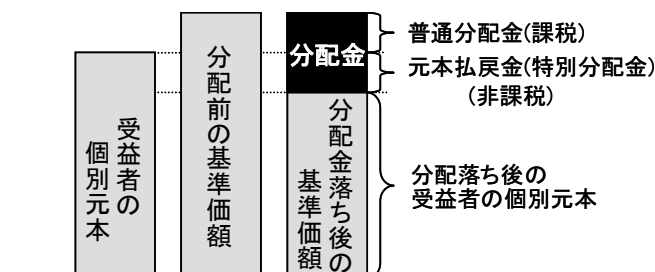 受益者の
個別元本
分配前の基準価額
分配金
分配金落ち後の
基準価額
普通分配金(課税)
元本払戻金(特別分配金)
(非課税)
分配落ち後の
受益者の個別元本